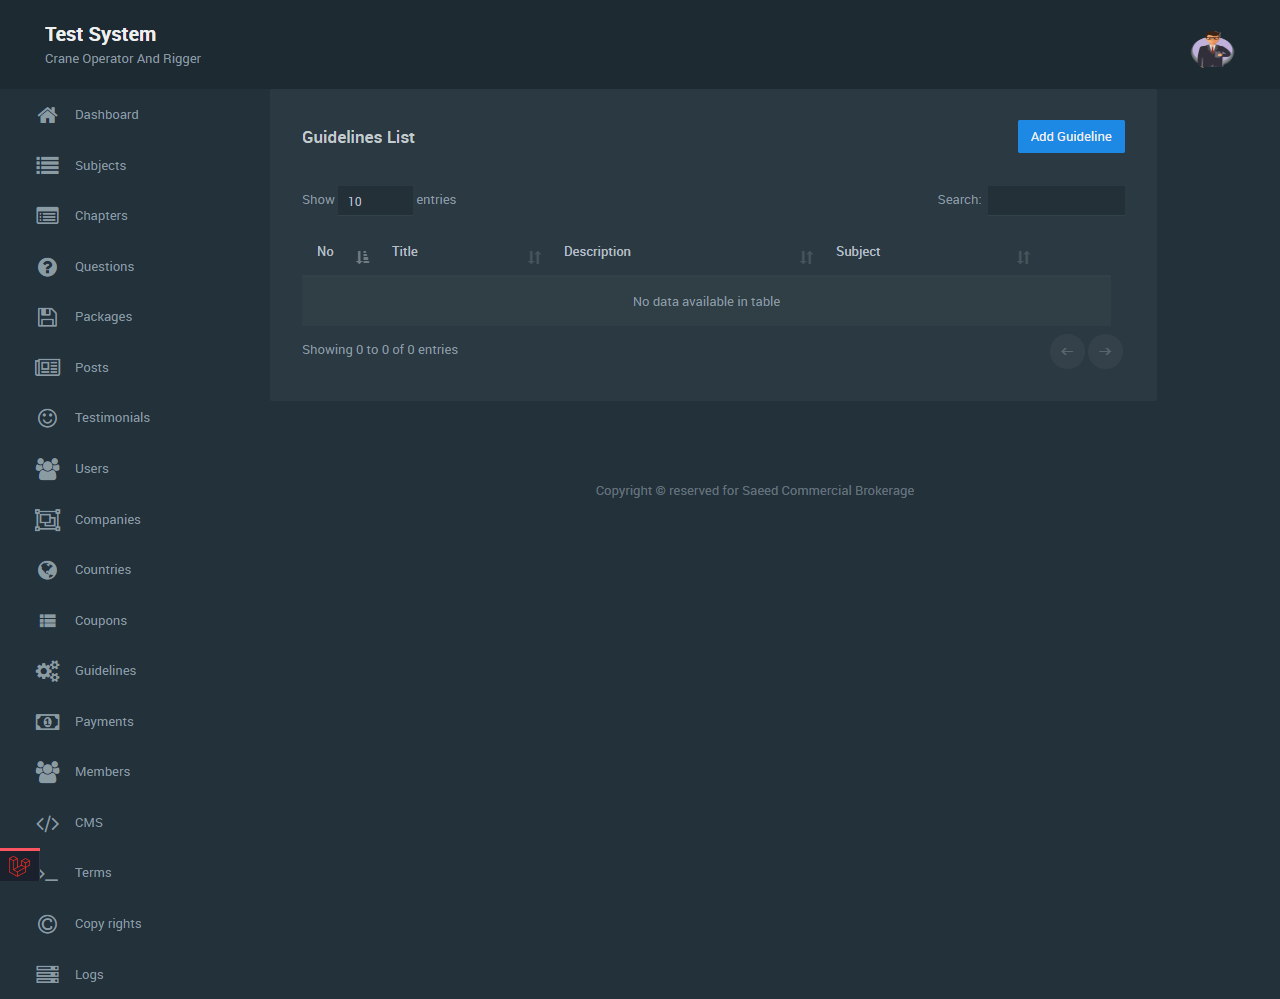 Test System
Crane Operator And Rigger
Dashboard
Subjects
Chapters
Questions
Packages
Posts
Testimonials
Users
Companies
Countries
Coupons
Guidelines
Payments
Members
CMS
Terms
Copy rights
Logs
Guidelines List
Add Guideline
Show 10 entries
Search:
No Title Description Subject
No data available in table
Showing 0 to 0 of 0 entries
Copyright © reserved for Saeed Commercial Brokerage